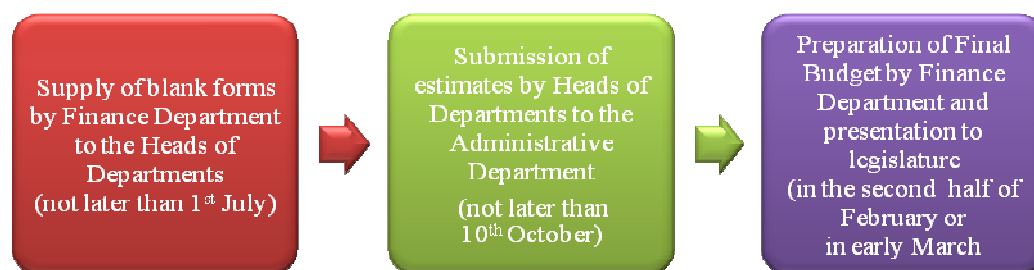 Supply of blank forms
by Finance Department
to the Heads of
Departments
(not later than 1st July)
Submission of
estimates by Heads of
Departments to the
Administrative
Department
(not later than
10th October)
Preparation of Final
Budget by Finance
Department and
presentation to
legislature
(in the second half of
February or
in early March